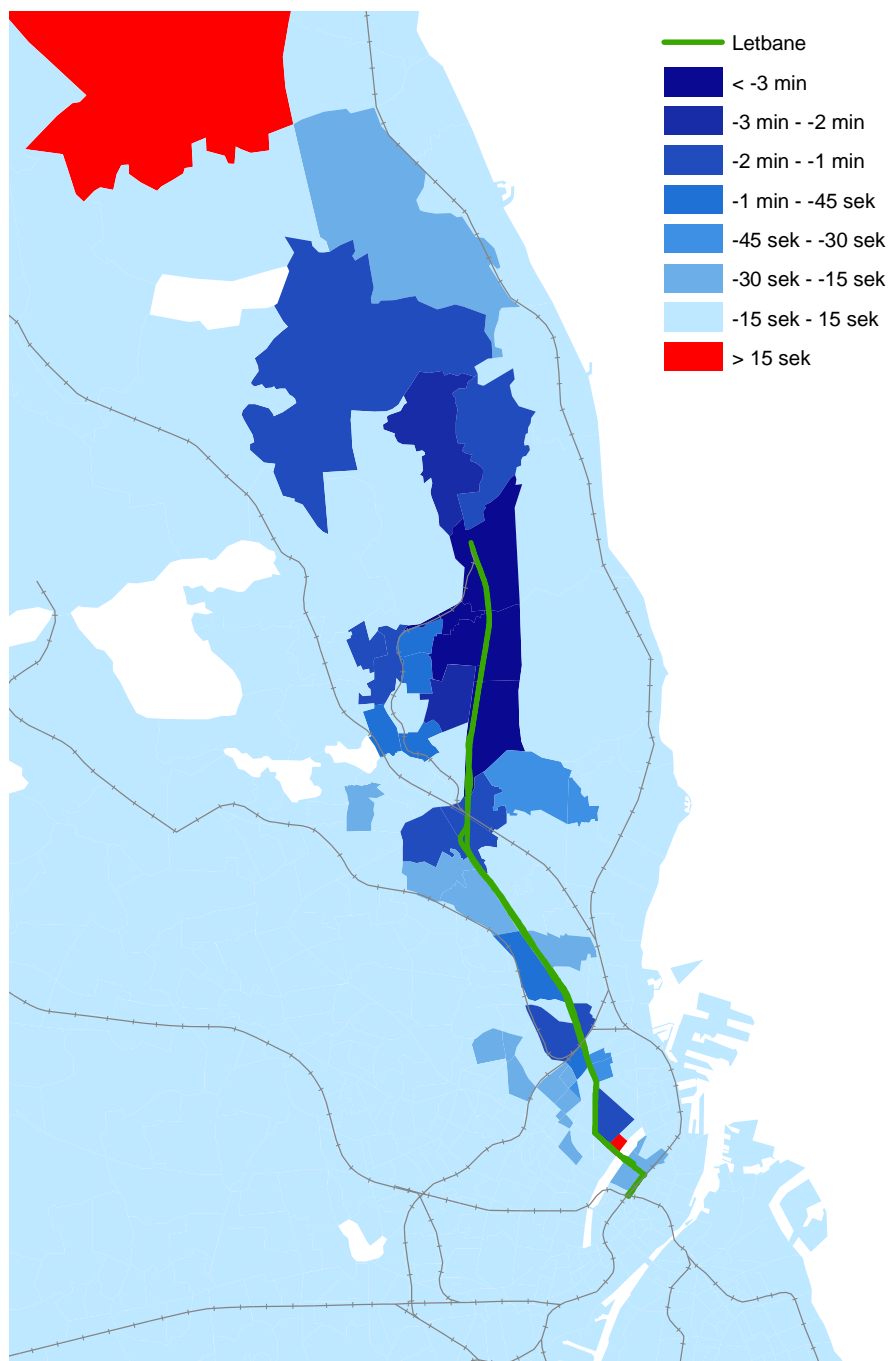 Letbane
< -3 min
-3 min - -2 min
-2 min - -1 min
-1 min - -45 sek
-45 sek - -30 sek
-30 sek - -15 sek
-15 sek - 15 sek
> 15 sek